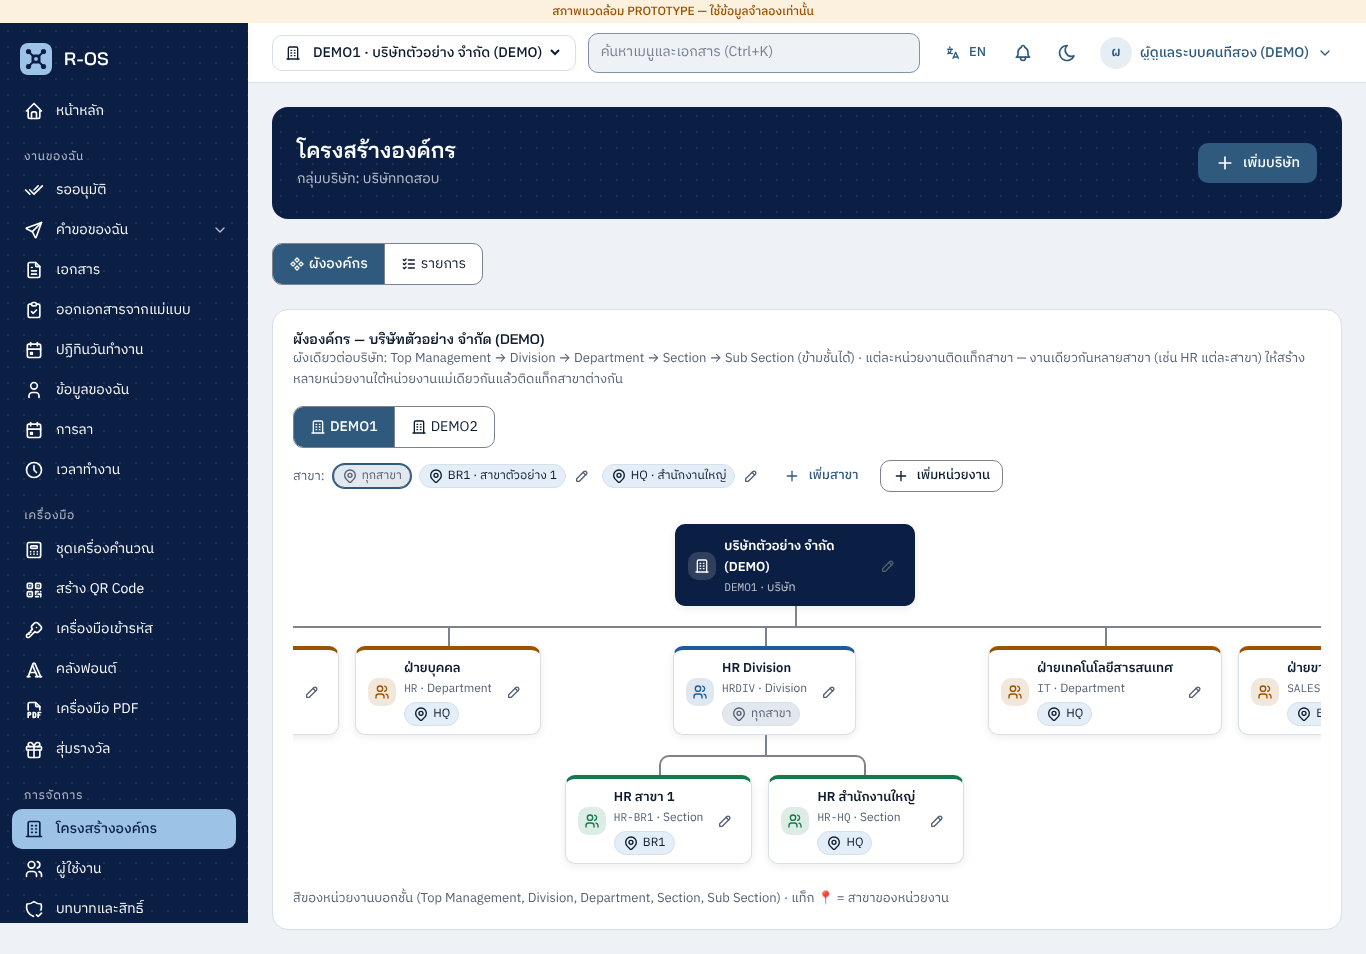 สภาพแวดล้อม PROTOTYPE — ใช้ข้อมูลจำลองเท่านั้น
R-OS
DEMO1 · บริษัทตัวอย่าง จำกัด (DEMO)
ค้นหาเมนูและเอกสาร (Ctrl+K)
EN
ผ
ผู้ดูแลระบบคนที่สอง (DEMO)
หน้าหลัก
งานของฉัน
รออนุมัติ
คำขอของฉัน
เอกสาร
ออกเอกสารจากแม่แบบ
ปฏิทินวันทำงาน
ข้อมูลของฉัน
การลา
เวลาทำงาน
เครื่องมือ
ชุดเครื่องคำนวณ
สร้าง QR Code
เครื่องมือเข้ารหัส
คลังฟอนต์
เครื่องมือ PDF
สุ่มรางวัล
การจัดการ
โครงสร้างองค์กร
ผู้ใช้งาน
บทบาทและสิทธิ์
โครงสร้างองค์กร
กลุ่มบริษัท: บริษัททดสอบ
เพิ่มบริษัท
ผังองค์กร
รายการ
ผังองค์กร — บริษัทตัวอย่าง จำกัด (DEMO)
ผังเดียวต่อบริษัท: Top Management → Division → Department → Section → Sub Section (ข้ามชั้นได้) · แต่ละหน่วยงานติดแท็กสาขา — งานเดียวกันหลายสาขา (เช่น HR แต่ละสาขา) ให้สร้าง
หลายหน่วยงานใต้หน่วยงานแม่เดียวกันแล้วติดแท็กสาขาต่างกัน
DEMO1
DEMO2
สาขา:
ทุกสาขา
BR1 · สาขาตัวอย่าง 1
HQ · สำนักงานใหญ่
เพิ่มสาขา
เพิ่มหน่วยงาน
บริษัทตัวอย่าง จำกัด
(DEMO)
DEMO1 · บริษัท
ฝ่ายบุคคล
HR · Department
HQ
HR Division
HRDIV · Division
ทุกสาขา
ฝ่ายเทคโนโลยีสารสนเทศ
IT · Department
HQ
SALES
HR สาขา 1
HR-BR1 · Section
BR1
HR สำนักงานใหญ่
HR-HQ · Section
HQ
สีของหน่วยงานบอกชั้น (Top Management, Division, Department, Section, Sub Section) · แท็ก 📍 = สาขาของหน่วยงาน